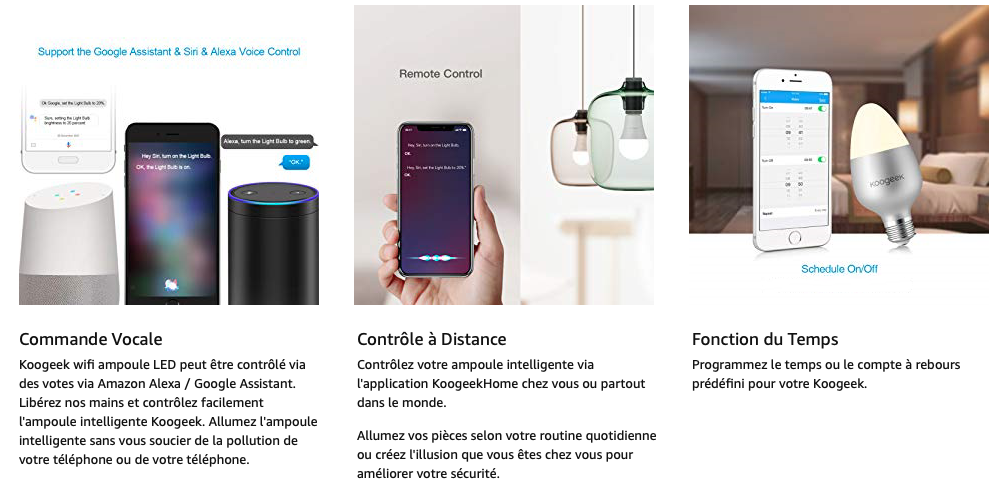 Support the Google Assistant & Siri & Alexa Voice Control
Ok Google, set the Light Bulb to 20%.
Sure, setting the Light Bulb
brightness to 20 percent.
Hey Siri, turn on the Light Bulb.
OK, the Light Bulb is on.
Alexa, turn the Light Bulb to green.
"OK."
Remote Control
Hey Siri, turn on the Light Bulb.
OK.
Hey Siri, set the Light Bulb to 20%.
OK.
Turn On
Turn Off
Repeat
Koogeek
Schedule On/Off
Commande Vocale
Koogeek wifi ampoule LED peut être contrôlé via
des votes via Amazon Alexa / Google Assistant.
Libérez nos mains et contrôlez facilement
l'ampoule intelligente Koogeek. Allumez l'ampoule
intelligente sans vous soucier de la pollution de
votre téléphone ou de votre téléphone.
Contrôle à Distance
Contrôlez votre ampoule intelligente via
l'application KoogeekHome chez vous ou partout
dans le monde.
Allumez vos pièces selon votre routine quotidienne
ou créez l'illusion que vous êtes chez vous pour
améliorer votre sécurité.
Fonction du Temps
Programmez le temps ou le compte à rebours
prédéfini pour votre Koogeek.